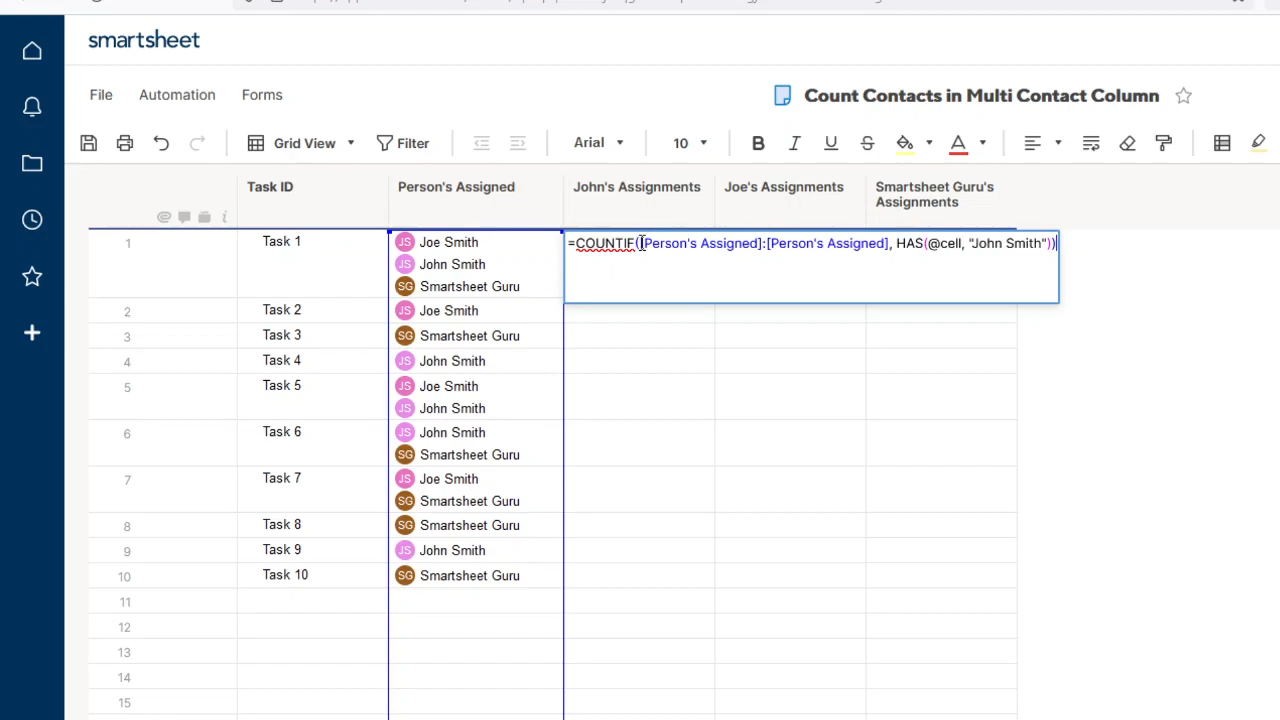 smartsheet
File Automation Forms
Count Contacts in Multi Contact Column
Grid View Filter Arial 10 B I U S A
Task ID Person's Assigned John's Assignments Joe's Assignments Smartsheet Guru's
Assignments
1 Task 1 JS Joe Smith =COUNTIF([Person's Assigned]:[Person's Assigned], HAS(@cell, "John Smith"))
JS John Smith
SG Smartsheet Guru
2 Task 2 JS Joe Smith
3 Task 3 SG Smartsheet Guru
4 Task 4 JS John Smith
5 Task 5 JS Joe Smith
JS John Smith
6 Task 6 JS John Smith
SG Smartsheet Guru
7 Task 7 JS Joe Smith
SG Smartsheet Guru
8 Task 8 SG Smartsheet Guru
9 Task 9 JS John Smith
10 Task 10 SG Smartsheet Guru
11
12
13
14
15